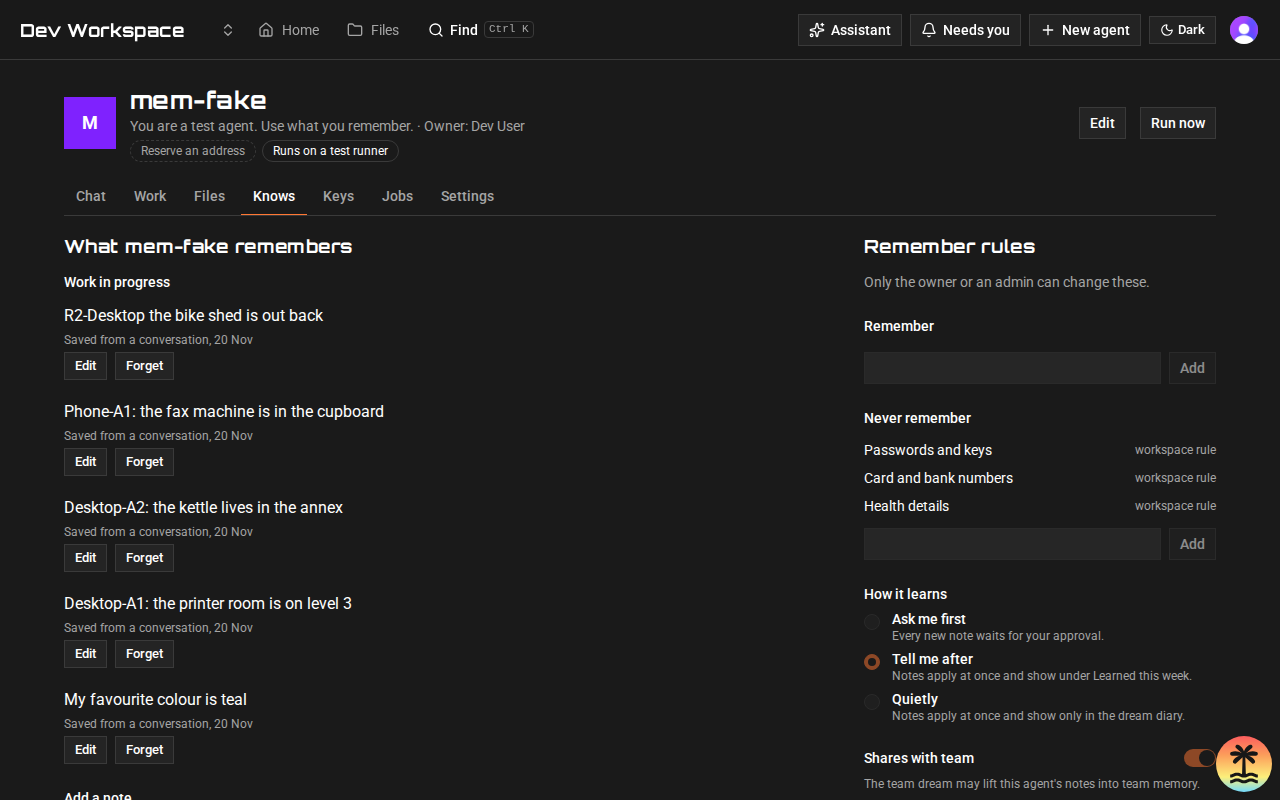 Dev Workspace
Home
Files
Find Ctrl K
Assistant
Needs you
New agent
Dark
M
mem-fake
You are a test agent. Use what you remember. · Owner: Dev User
Reserve an address
Runs on a test runner
Edit
Run now
Chat
Work
Files
Knows
Keys
Jobs
Settings
What mem-fake remembers
Work in progress
R2-Desktop the bike shed is out back
Saved from a conversation, 20 Nov
Edit
Forget
Phone-A1: the fax machine is in the cupboard
Saved from a conversation, 20 Nov
Edit
Forget
Desktop-A2: the kettle lives in the annex
Saved from a conversation, 20 Nov
Edit
Forget
Desktop-A1: the printer room is on level 3
Saved from a conversation, 20 Nov
Edit
Forget
My favourite colour is teal
Saved from a conversation, 20 Nov
Edit
Forget
Add a note
Remember rules
Only the owner or an admin can change these.
Remember
Add
Never remember
Passwords and keys workspace rule
Card and bank numbers workspace rule
Health details workspace rule
Add
How it learns
Ask me first
Every new note waits for your approval.
Tell me after
Notes apply at once and show under Learned this week.
Quietly
Notes apply at once and show only in the dream diary.
Shares with team
The team dream may lift this agent's notes into team memory.